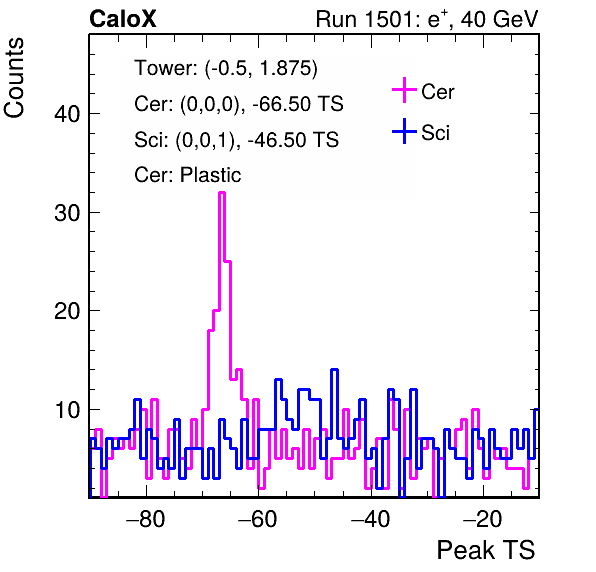 CaloX Run 1501: e⁺, 40 GeV
Counts
Tower: (-0.5, 1.875)
Cer: (0,0,0), -66.50 TS
Sci: (0,0,1), -46.50 TS
Cer: Plastic
Cer
Sci
40
30
20
10
−80 −60 −40 −20
Peak TS